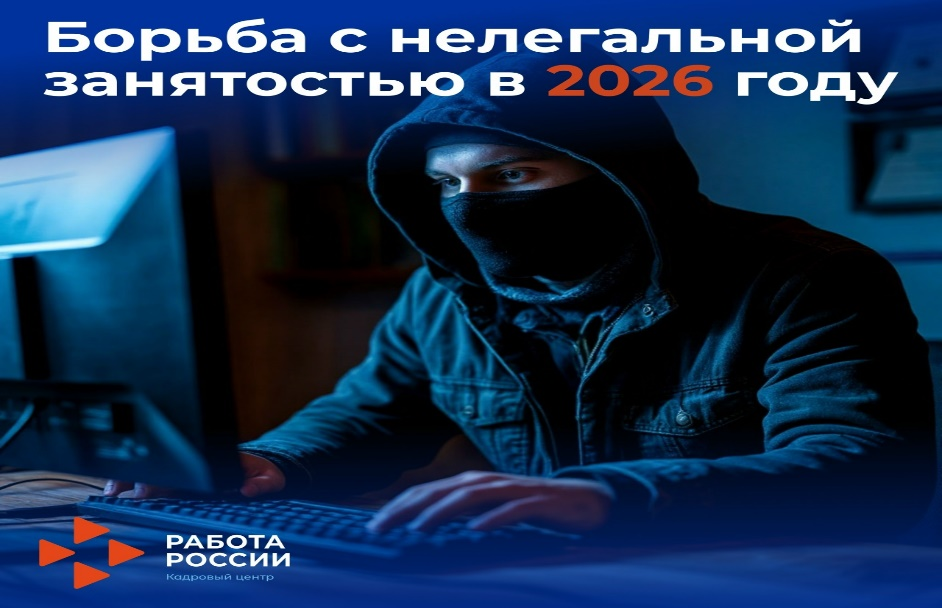 Борьба с нелегальной
занятостью в 2026 году
РАБОТА
РОССИИ
Кадровый центр